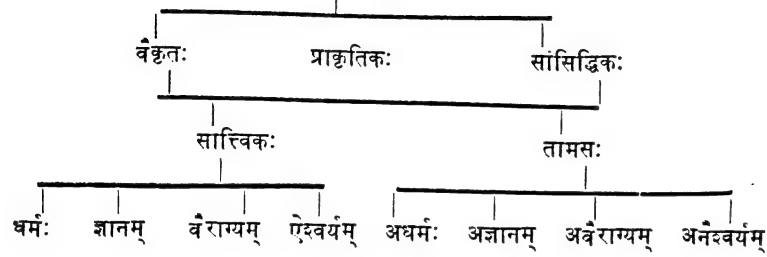 वैकृतः प्राकृतिकः सांसिद्धिकः
सात्त्विकः तामसः
धर्मः ज्ञानम् वैराग्यम् ऐश्वर्यम् अधर्मः अज्ञानम् अवैराग्यम् अनैश्वर्यम्